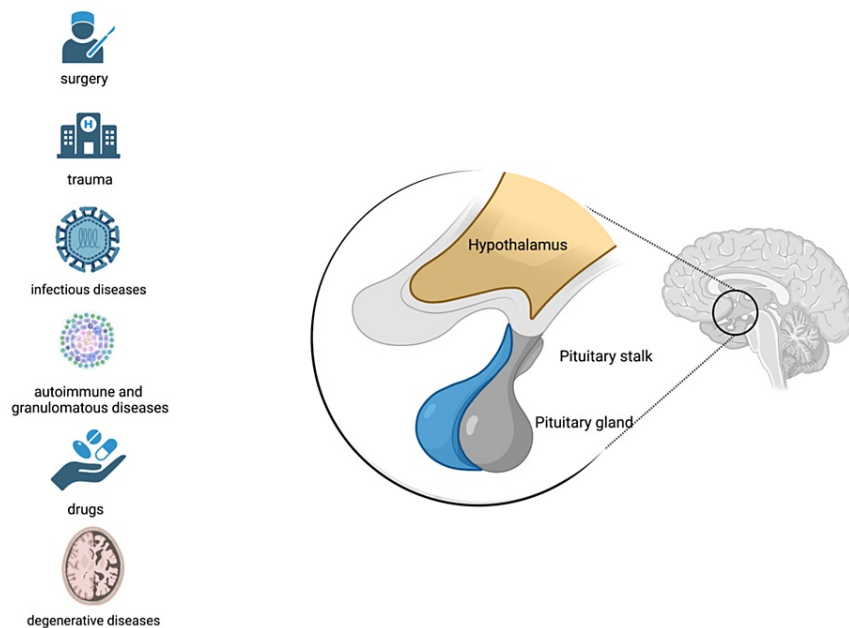 surgery
H
trauma
infectious diseases
autoimmune and
granulomatous diseases
drugs
degenerative diseases
Hypothalamus
Pituitary stalk
Pituitary gland